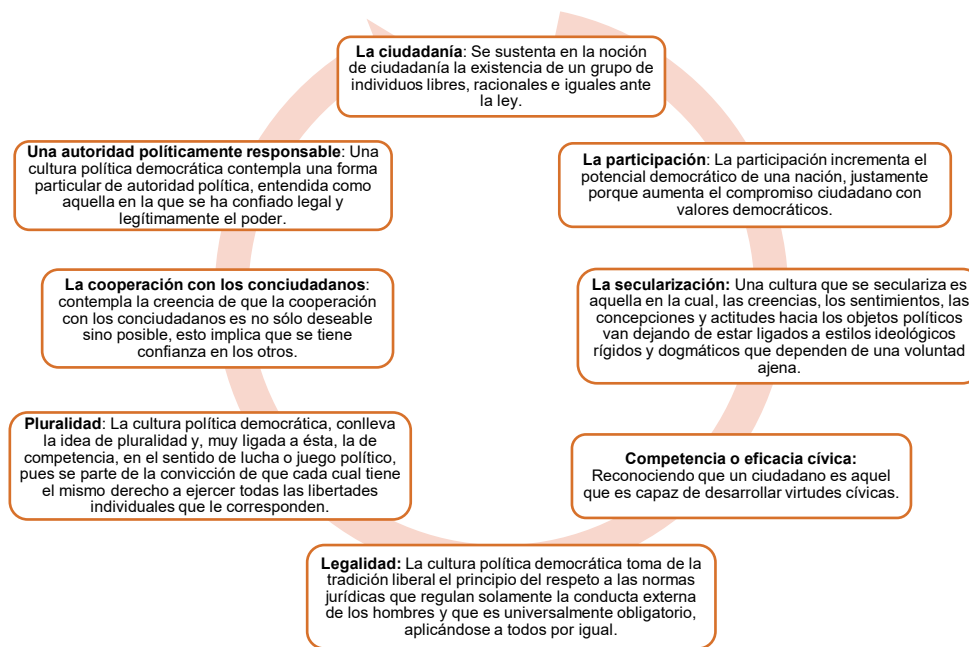 La ciudadanía: Se sustenta en la noción
de ciudadanía la existencia de un grupo de
individuos libres, racionales e iguales ante
la ley.
La participación: La participación incrementa el
potencial democrático de una nación, justamente
porque aumenta el compromiso ciudadano con
valores democráticos.
La secularización: Una cultura que se seculariza es
aquella en la cual, las creencias, los sentimientos, las
concepciones y actitudes hacia los objetos políticos
van dejando de estar ligados a estilos ideológicos
rígidos y dogmáticos que dependen de una voluntad
ajena.
Competencia o eficacia cívica:
Reconociendo que un ciudadano es aquel
que es capaz de desarrollar virtudes cívicas.
Legalidad: La cultura política democrática toma de la
tradición liberal el principio del respeto a las normas
jurídicas que regulan solamente la conducta externa
de los hombres y que es universalmente obligatorio,
aplicándose a todos por igual.
Pluralidad: La cultura política democrática, conlleva
la idea de pluralidad y, muy ligada a ésta, la de
competencia, en el sentido de lucha o juego político,
pues se parte de la convicción de que cada cual tiene
el mismo derecho a ejercer todas las libertades
individuales que le corresponden.
La cooperación con los conciudadanos:
contempla la creencia de que la cooperación
con los conciudadanos es no sólo deseable
sino posible, esto implica que se tiene
confianza en los otros.
Una autoridad políticamente responsable: Una
cultura política democrática contempla una forma
particular de autoridad política, entendida como
aquella en la que se ha confiado legal y
legítimamente el poder.